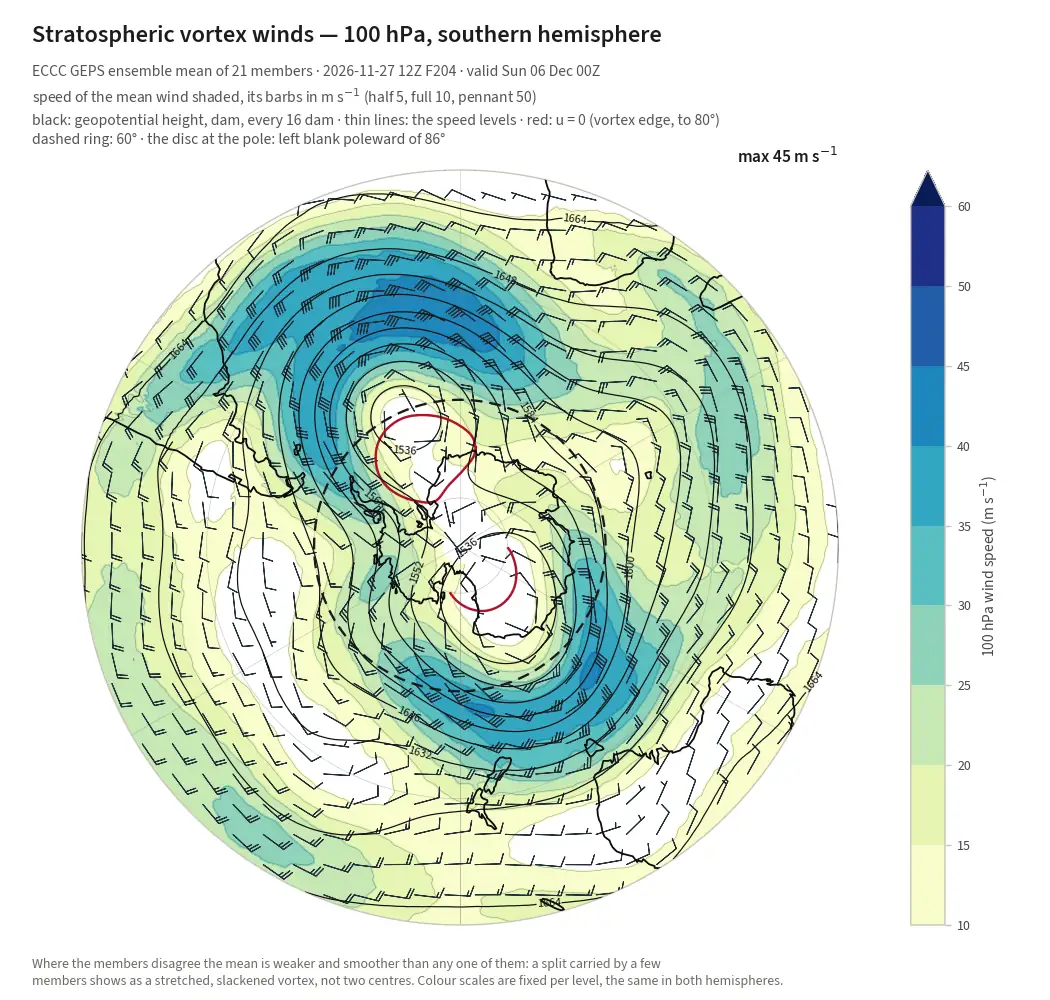 Stratospheric vortex winds — 100 hPa, southern hemisphere
ECCC GEPS ensemble mean of 21 members · 2026-11-27 12Z F204 · valid Sun 06 Dec 00Z
speed of the mean wind shaded, its barbs in m s−1 (half 5, full 10, pennant 50)
black: geopotential height, dam, every 16 dam · thin lines: the speed levels · red: u = 0 (vortex edge, to 80°)
dashed ring: 60° · the disc at the pole: left blank poleward of 86°
max 45 m s−1
1664
1648
1664
1536
1536
1552
1600
1664
1616
1632
1664
60
50
45
40
35
30
25
20
15
10
100 hPa wind speed (m s−1)
Where the members disagree the mean is weaker and smoother than any one of them: a split carried by a few
members shows as a stretched, slackened vortex, not two centres. Colour scales are fixed per level, the same in both hemispheres.